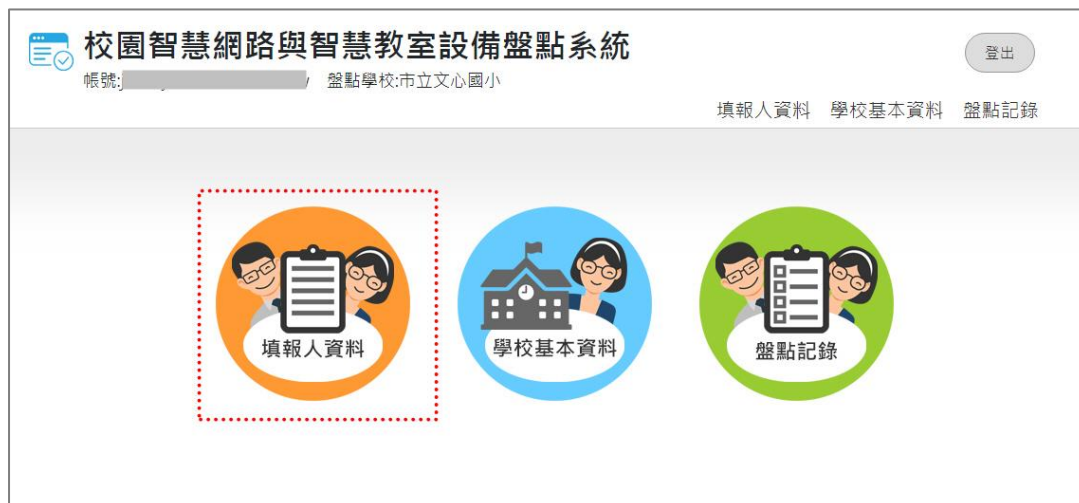 校園智慧網路與智慧教室設備盤點系統
登出
帳號: 盤點學校:市立文心國小
填報人資料 學校基本資料 盤點記錄
填報人資料 學校基本資料 盤點記錄